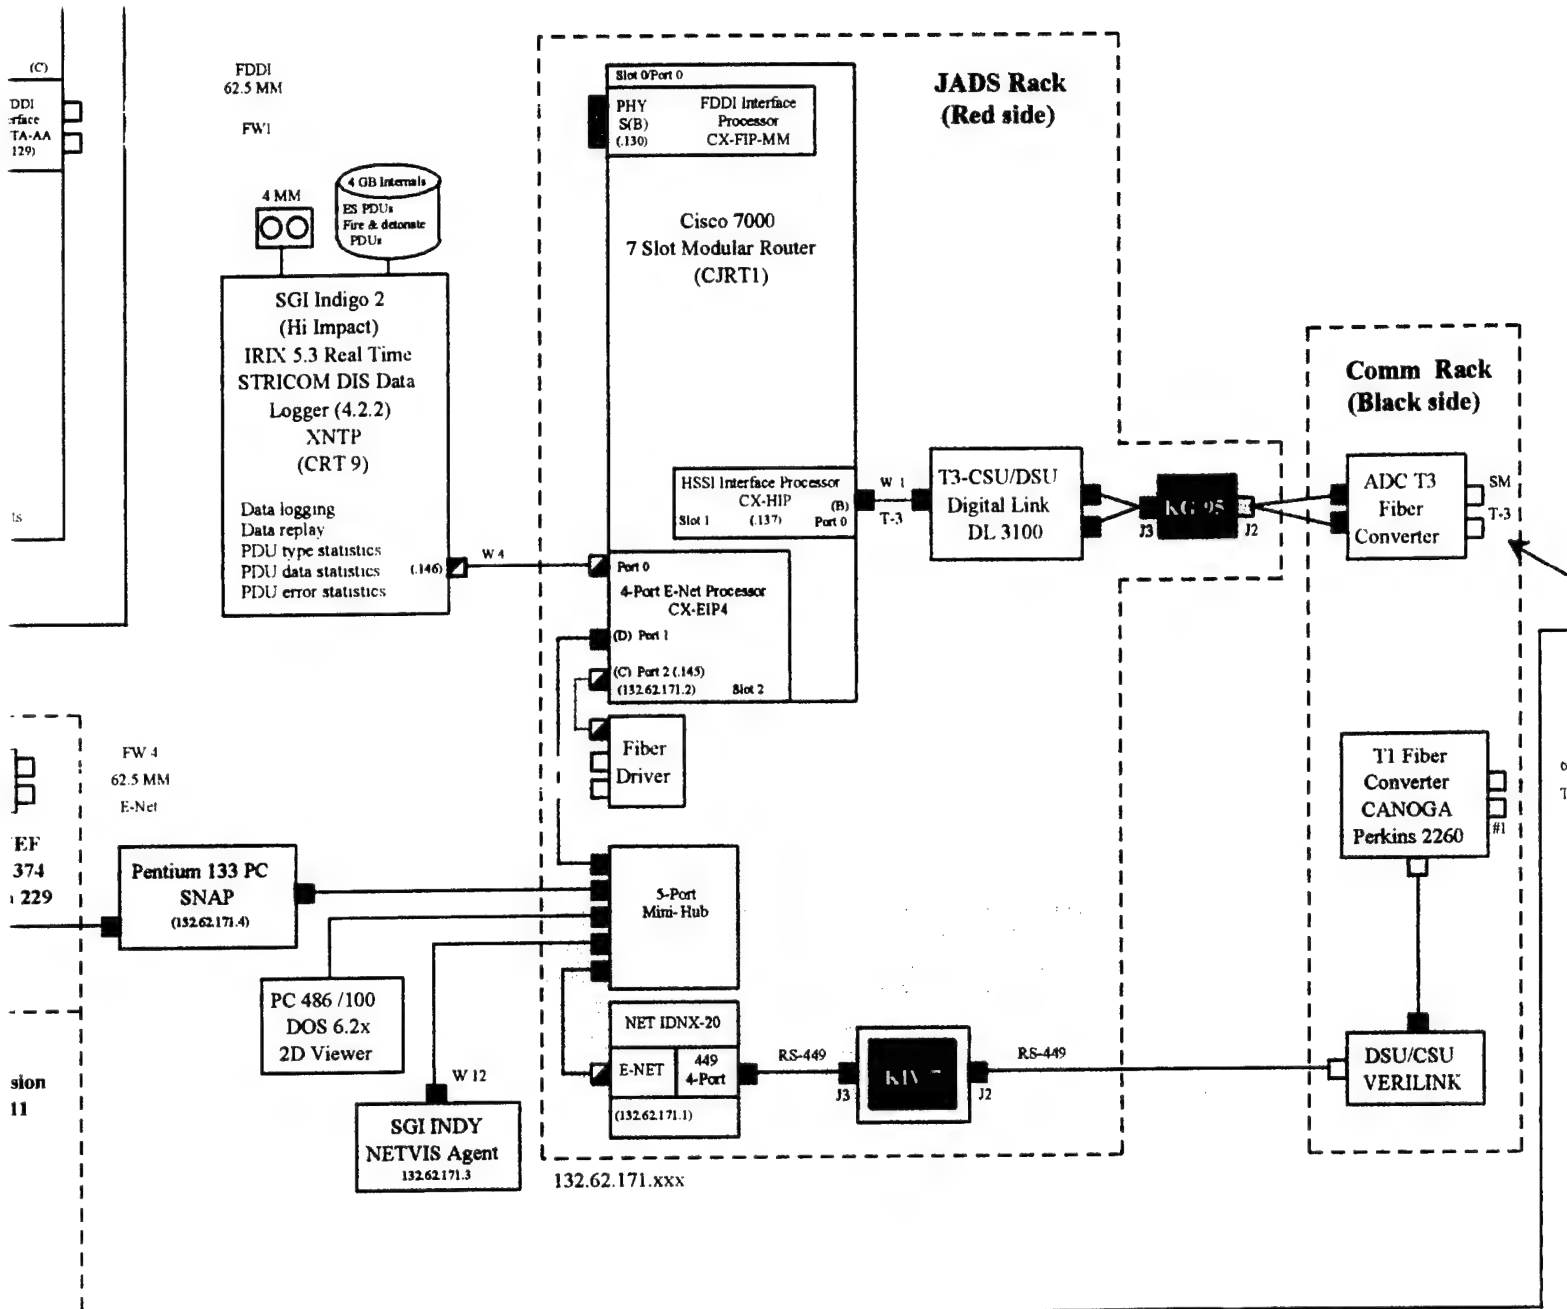 (C)
129)
ts
FDDI
62.5 MM
FW1
4 MM
4 GB Internals
ES PDUs
Fire & detonate
PDUs
SGI Indigo 2
(Hi Impact)
IRIX 5.3 Real Time
STRICOM DIS Data
Logger (4.2.2)
XNTP
(CRT 9)
Data logging
Data replay
PDU type statistics
PDU data statistics
PDU error statistics
(.146)
W 4
Slot 0/Port 0
PHY
S(B)
(.130)
FDDI Interface
Processor
CX-FIP-MM
Cisco 7000
7 Slot Modular Router
(CJRT1)
HSSI Interface Processor
CX-HIP
(B)
Slot 1
(.137)
Port 0
Port 0
4-Port E-Net Processor
CX-EIP4
(D) Port 1
(C) Port 2 (.145)
(132.62.171.2)
Slot 2
JADS Rack
(Red side)
W 1
T-3
T3-CSU/DSU
Digital Link
DL 3100
KG 95
J3
J2
Comm Rack
(Black side)
ADC T3
Fiber
Converter
SM
T-3
Fiber
Driver
T1 Fiber
Converter
CANOGA
Perkins 2260
#1
FW 4
62.5 MM
E-Net
EF
374
229
Pentium 133 PC
SNAP
(132.62.171.4)
5-Port
Mini-Hub
PC 486 /100
DOS 6.2x
2D Viewer
W 12
SGI INDY
NETVIS Agent
132.62.171.3
NET IDNX-20
E-NET
449
4-Port
(132.62.171.1)
RS-449
KIV 7
J3
J2
RS-449
DSU/CSU
VERILINK
132.62.171.xxx
sion
11